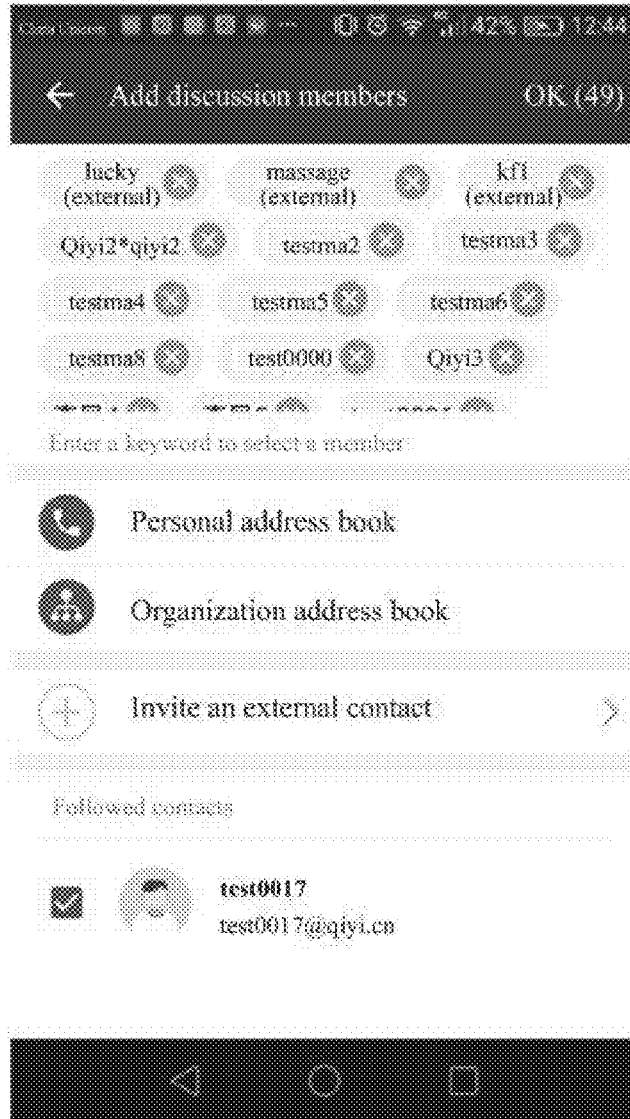 42% 12:44
Add discussion members OK (49)
lucky (external) massage (external) kf1 (external)
Qiyi2*qiyi2 testma2 testma3
testma4 testma5 testma6
testma8 test0000 Qiyi3
Enter a keyword to select a member
Personal address book
Organization address book
Invite an external contact
Followed contacts
test0017
test0017@qiyi.cn